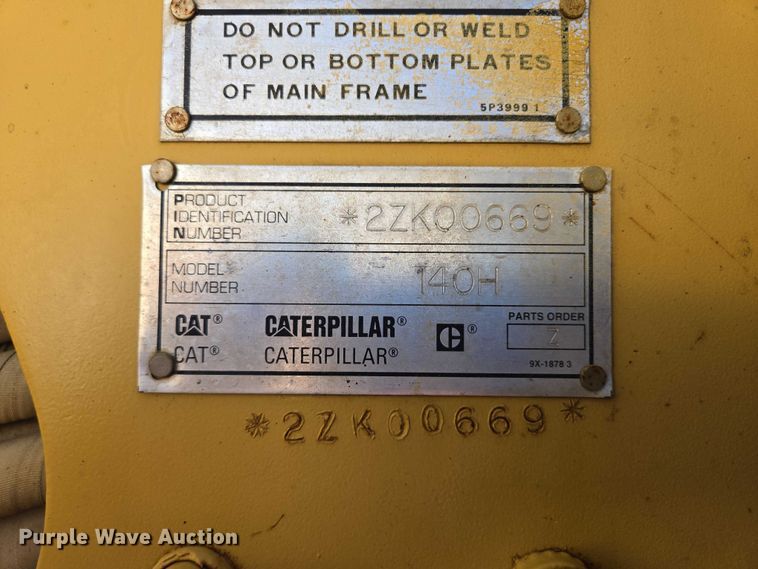 DO NOT DRILL OR WELD
TOP OR BOTTOM PLATES
OF MAIN FRAME
5P3999 1
PRODUCT
IDENTIFICATION
NUMBER
*2ZK00669*
MODEL
NUMBER
140H
CAT® CATERPILLAR® ®
CAT® CATERPILLAR®
PARTS ORDER
Z
9X-1878 3
*2ZK00669*
Purple Wave Auction